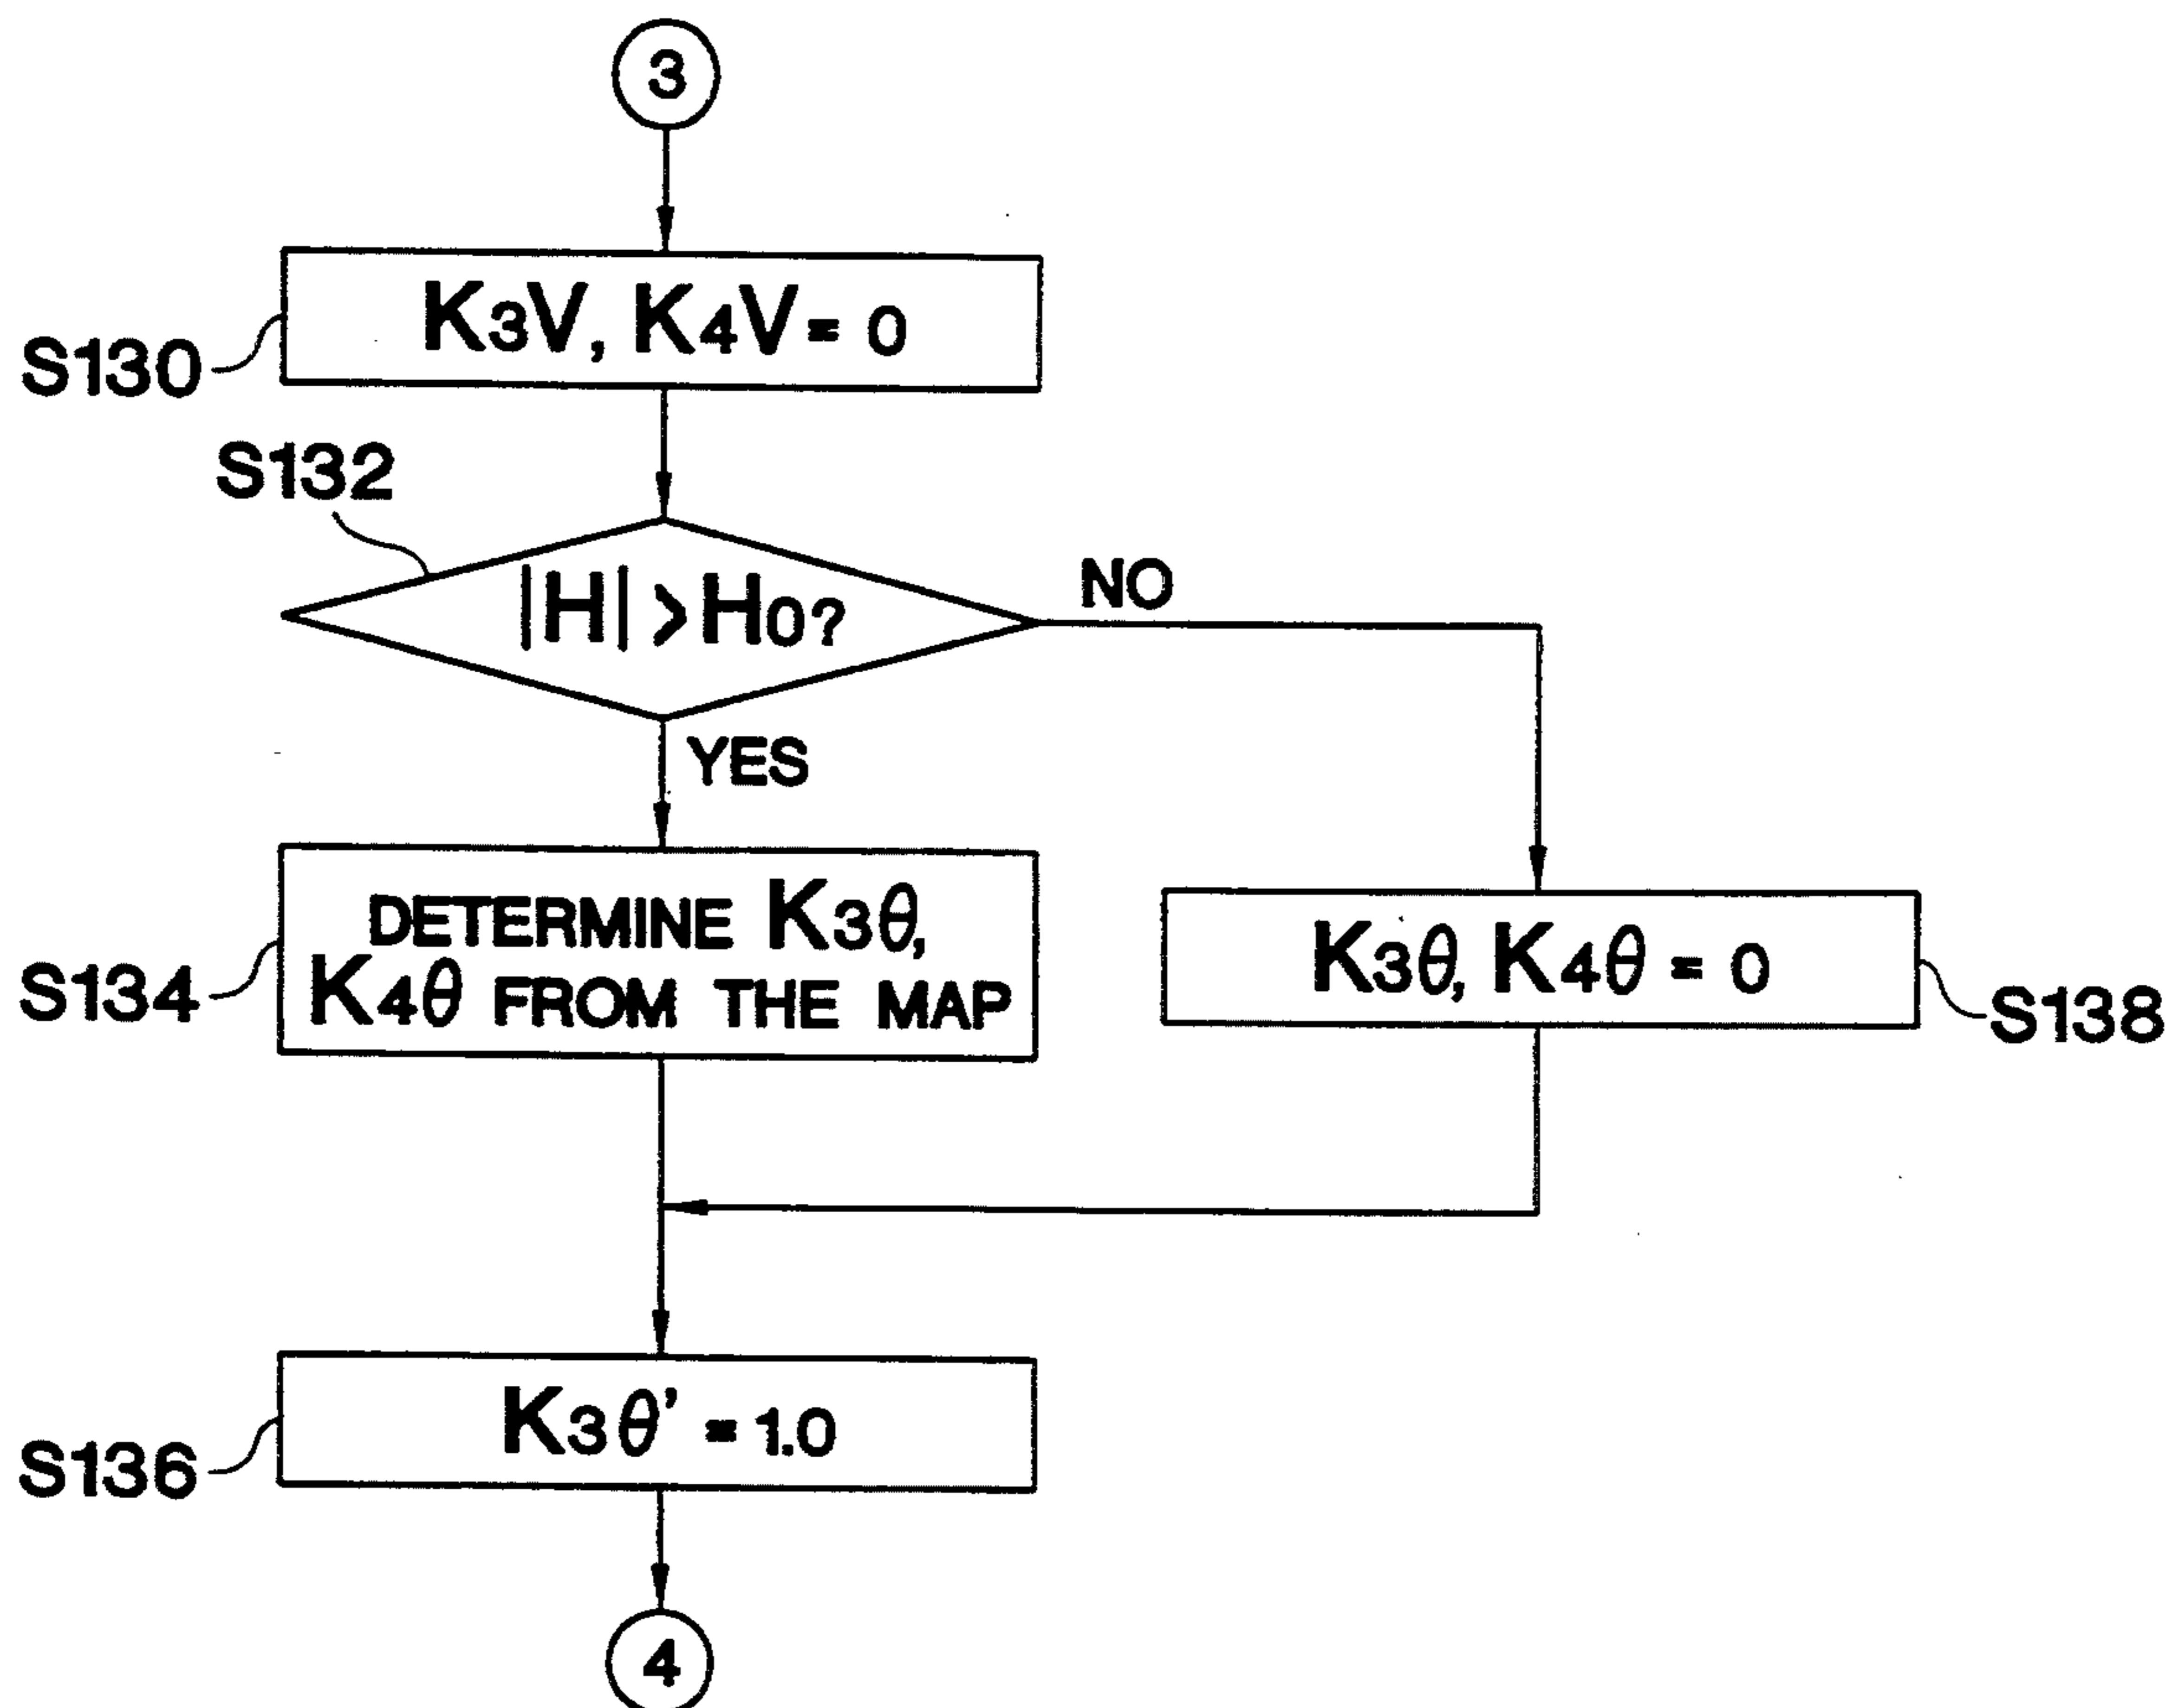 3
K3V, K4V = 0
S130
S132
|H| > H0?
NO
YES
DETERMINE K3θ,
K4θ FROM THE MAP
S134
K3θ, K4θ = 0
S138
K3θ' = 1.0
S136
4